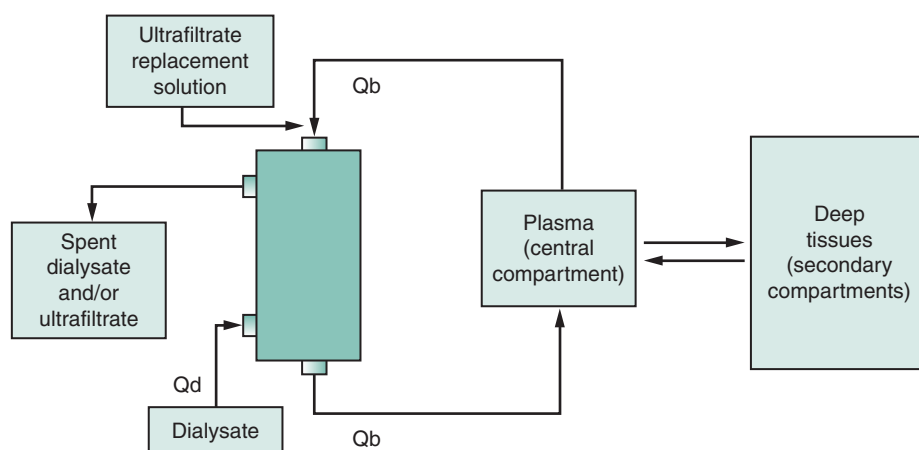 Ultrafiltrate
replacement
solution
Qb
Plasma
(central
compartment)
Deep
tissues
(secondary
compartments)
Spent
dialysate
and/or
ultrafiltrate
Qd
Dialysate
Qb